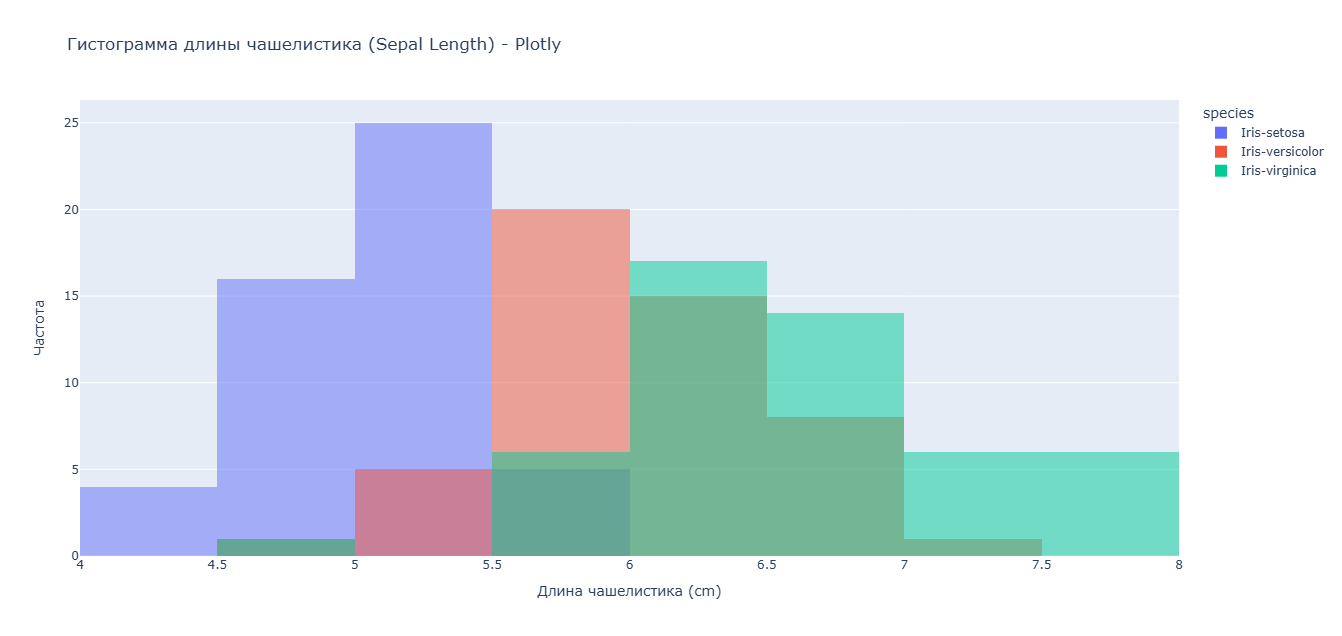 Гистограмма длины чашелистика (Sepal Length) - Plotly
species
Iris-setosa
Iris-versicolor
Iris-virginica
Частота
25
20
15
10
5
0
4 4.5 5 5.5 6 6.5 7 7.5 8
Длина чашелистика (cm)